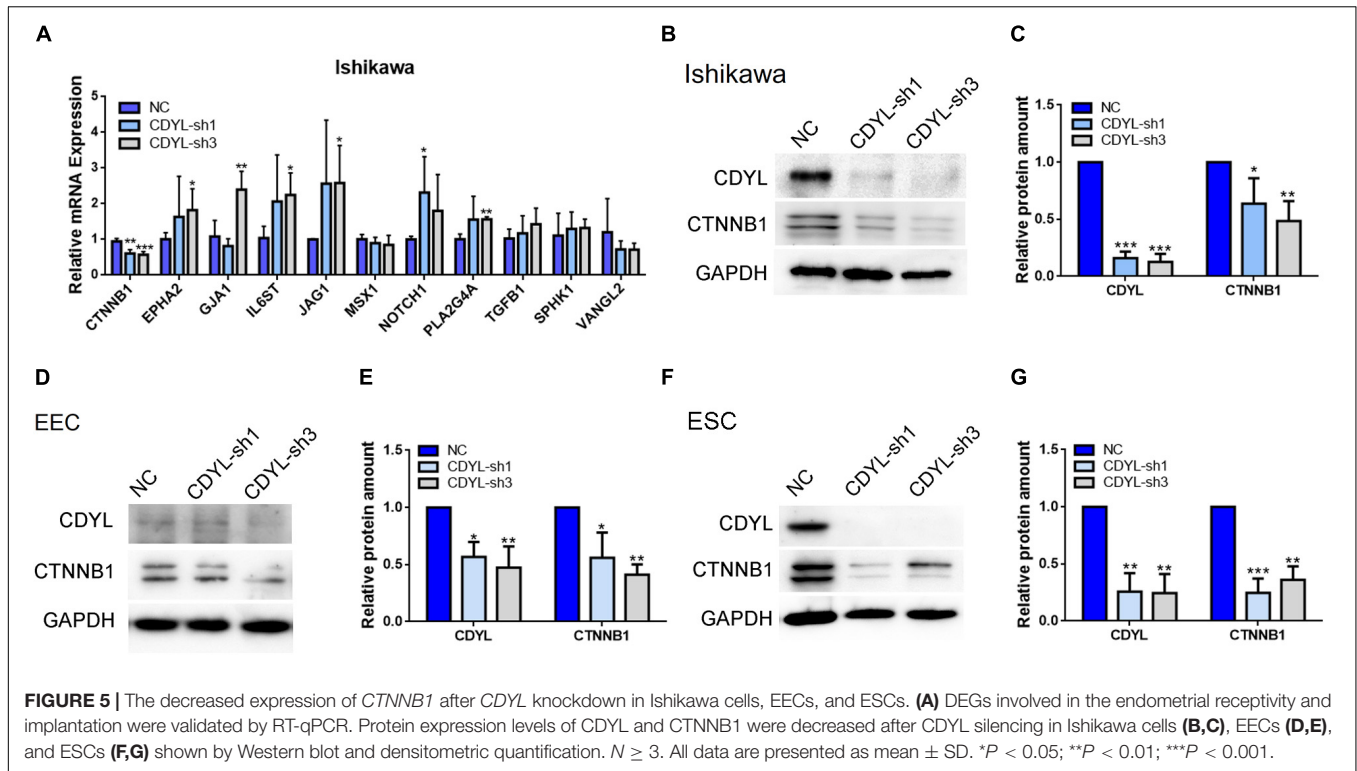 A
Ishikawa
Relative mRNA Expression
5
4
3
2
1
0
NC
CDYL-sh1
CDYL-sh3
** *** * ** * * * **
CTNNB1
EPHA2
GJA1
IL6ST
JAG1
MSX1
NOTCH1
PLA2G4A
TGFB1
SPHK1
VANGL2
B
Ishikawa
NC CDYL-sh1 CDYL-sh3
CDYL
CTNNB1
GAPDH
C
Relative protein amount
1.5
1.0
0.5
0.0
NC
CDYL-sh1
CDYL-sh3
*** *** * **
CDYL CTNNB1
D
EEC
NC CDYL-sh1 CDYL-sh3
CDYL
CTNNB1
GAPDH
E
Relative protein amount
1.5
1.0
0.5
0.0
NC
CDYL-sh1
CDYL-sh3
* ** * **
CDYL CTNNB1
F
ESC
NC CDYL-sh1 CDYL-sh3
CDYL
CTNNB1
GAPDH
G
Relative protein amount
1.5
1.0
0.5
0.0
NC
CDYL-sh1
CDYL-sh3
** ** *** **
CDYL CTNNB1
FIGURE 5 | The decreased expression of CTNNB1 after CDYL knockdown in Ishikawa cells, EECs, and ESCs. (A) DEGs involved in the endometrial receptivity and
implantation were validated by RT-qPCR. Protein expression levels of CDYL and CTNNB1 were decreased after CDYL silencing in Ishikawa cells (B,C), EECs (D,E),
and ESCs (F,G) shown by Western blot and densitometric quantification. N ≥ 3. All data are presented as mean ± SD. *P < 0.05; **P < 0.01; ***P < 0.001.